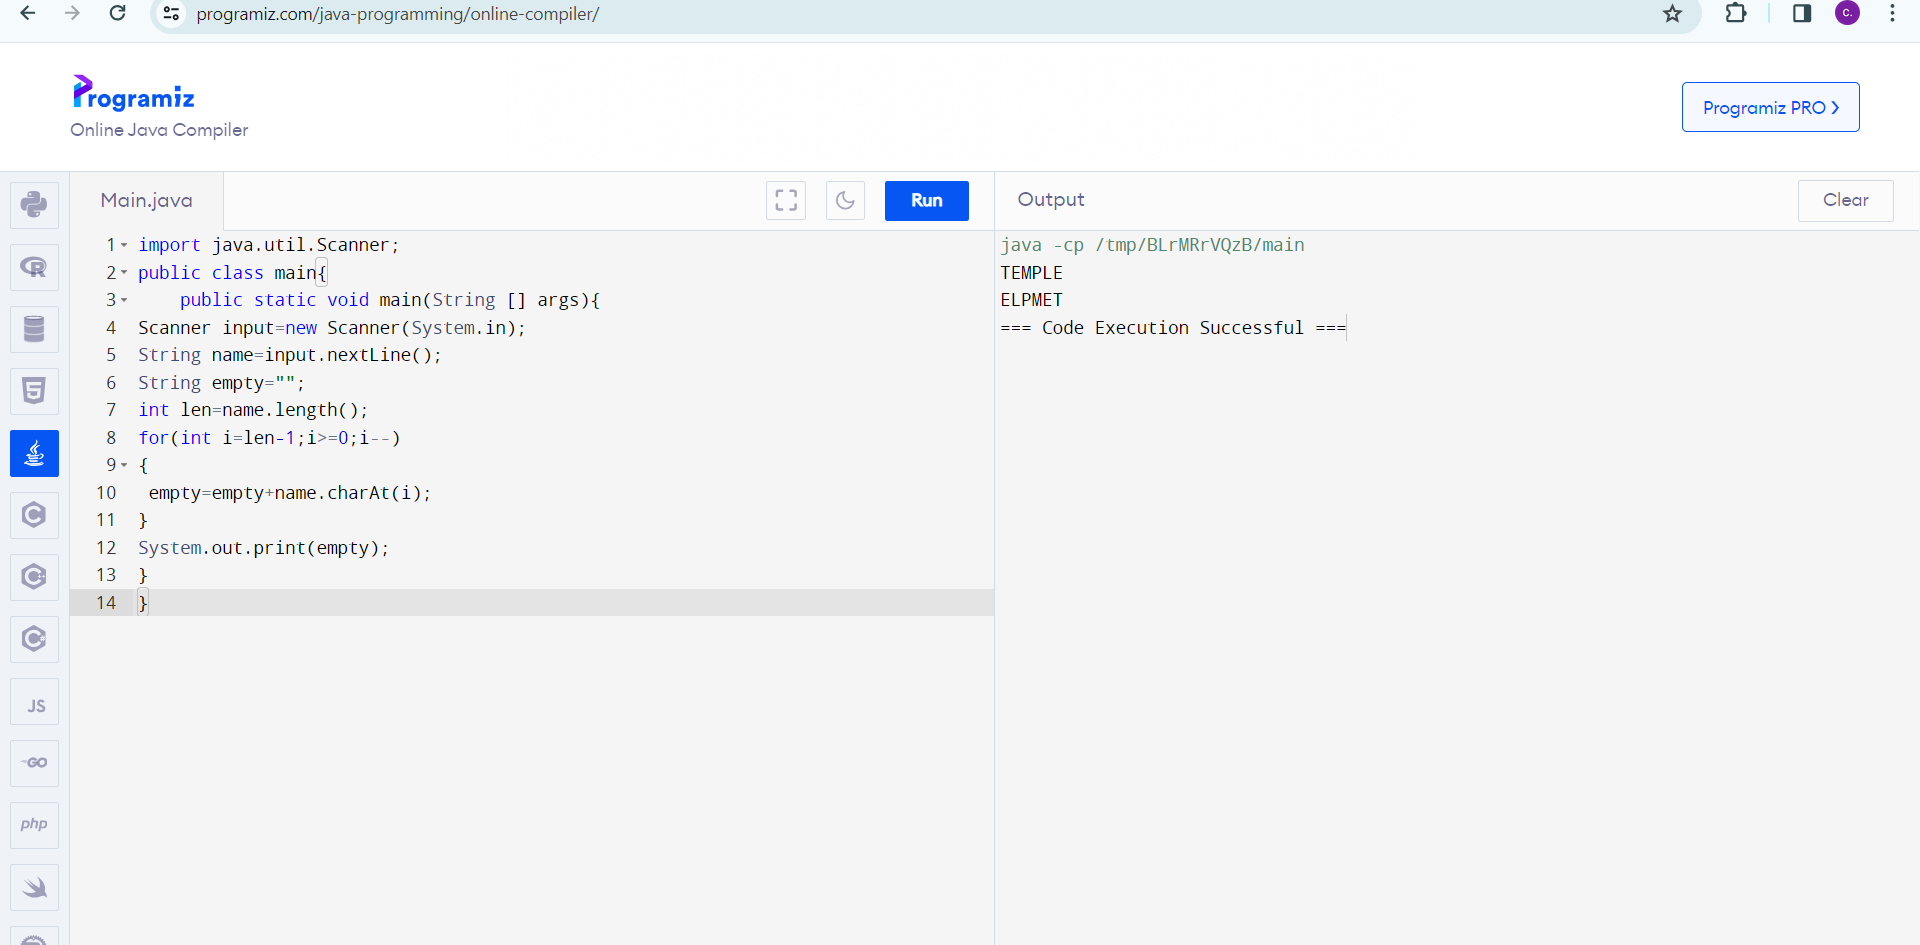 programiz.com/java-programming/online-compiler/
c.
Programiz
Online Java Compiler
Programiz PRO >
Main.java
Run
Output
Clear
1 import java.util.Scanner;
2 public class main{
3 public static void main(String [] args){
4 Scanner input=new Scanner(System.in);
5 String name=input.nextLine();
6 String empty="";
7 int len=name.length();
8 for(int i=len-1;i>=0;i--)
9 {
10 empty=empty+name.charAt(i);
11 }
12 System.out.print(empty);
13 }
14 }
java -cp /tmp/BLrMRrVQzB/main
TEMPLE
ELPMET
=== Code Execution Successful ===
R
5
C
C+
C#
JS
GO
php